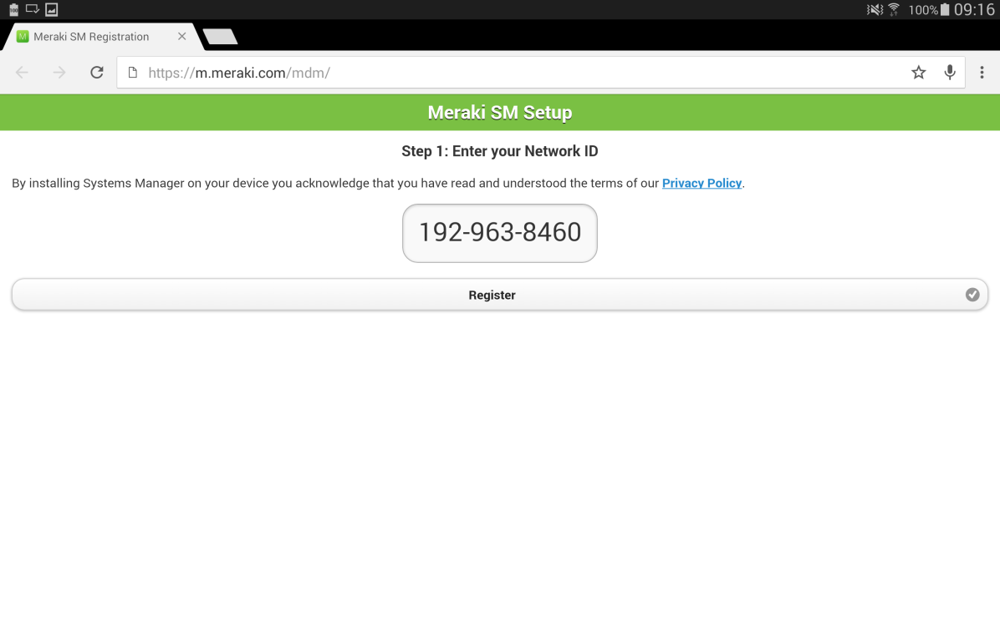 100% 09:16
Meraki SM Registration
https://m.meraki.com/mdm/
Meraki SM Setup
Step 1: Enter your Network ID
By installing Systems Manager on your device you acknowledge that you have read and understood the terms of our Privacy Policy.
192-963-8460
Register